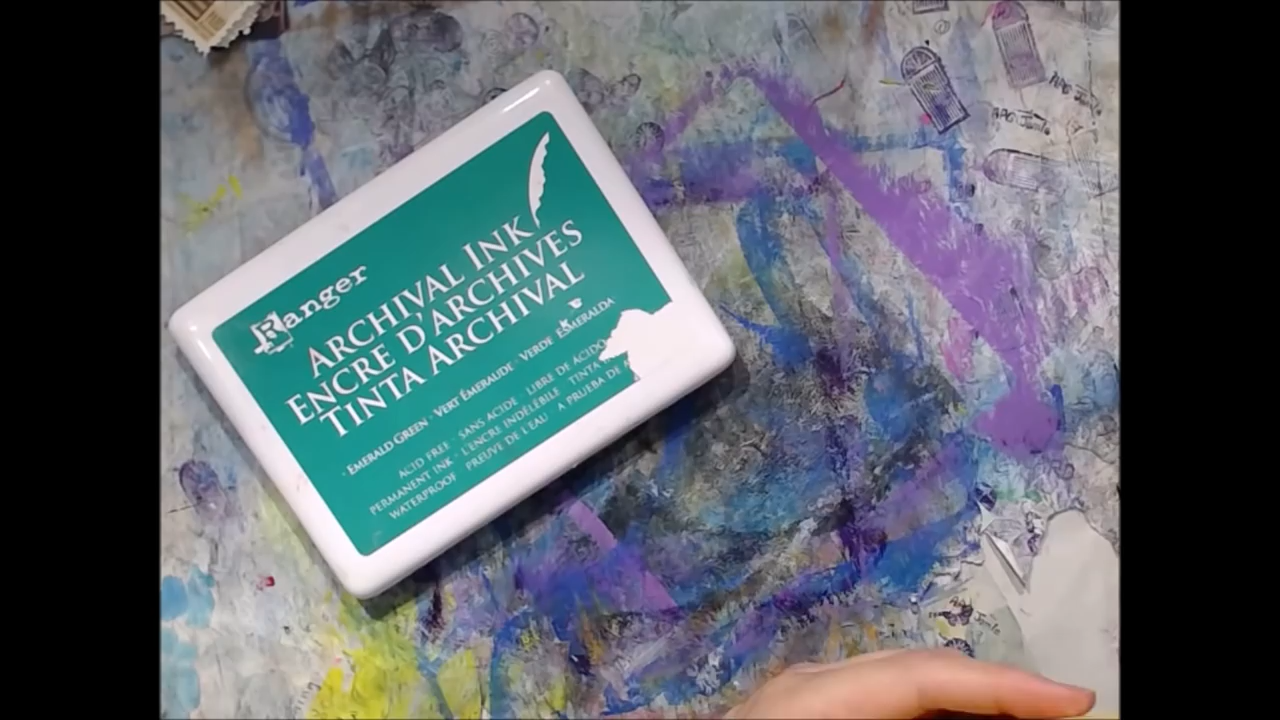 Ranger
ARCHIVAL INK
ENCRE D'ARCHIVES
TINTA ARCHIVAL
· EMERALD GREEN · VERT ÉMERAUDE · VERDE ESMERALDA
ACID FREE · SANS ACIDE · LIBRE DE ÁCIDO
PERMANENT INK · L'ENCRE INDÉLÉBILE · TINTA
WATERPROOF · PREUVE DE L'EAU · A PRUEBA DE